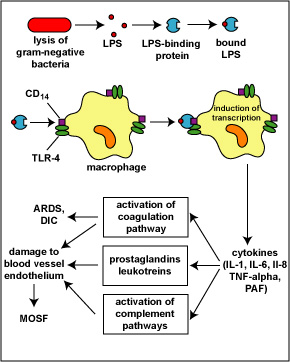 lysis of
gram-negative
bacteria
LPS
LPS-binding
protein
bound
LPS
CD14
TLR-4
macrophage
induction of
transcription
cytokines
(IL-1, IL-6, Il-8
TNF-alpha,
PAF)
activation of
coagulation
pathway
prostaglandins
leukotreins
activation of
complement
pathways
ARDS,
DIC
damage to
blood vessel
endothelium
MOSF